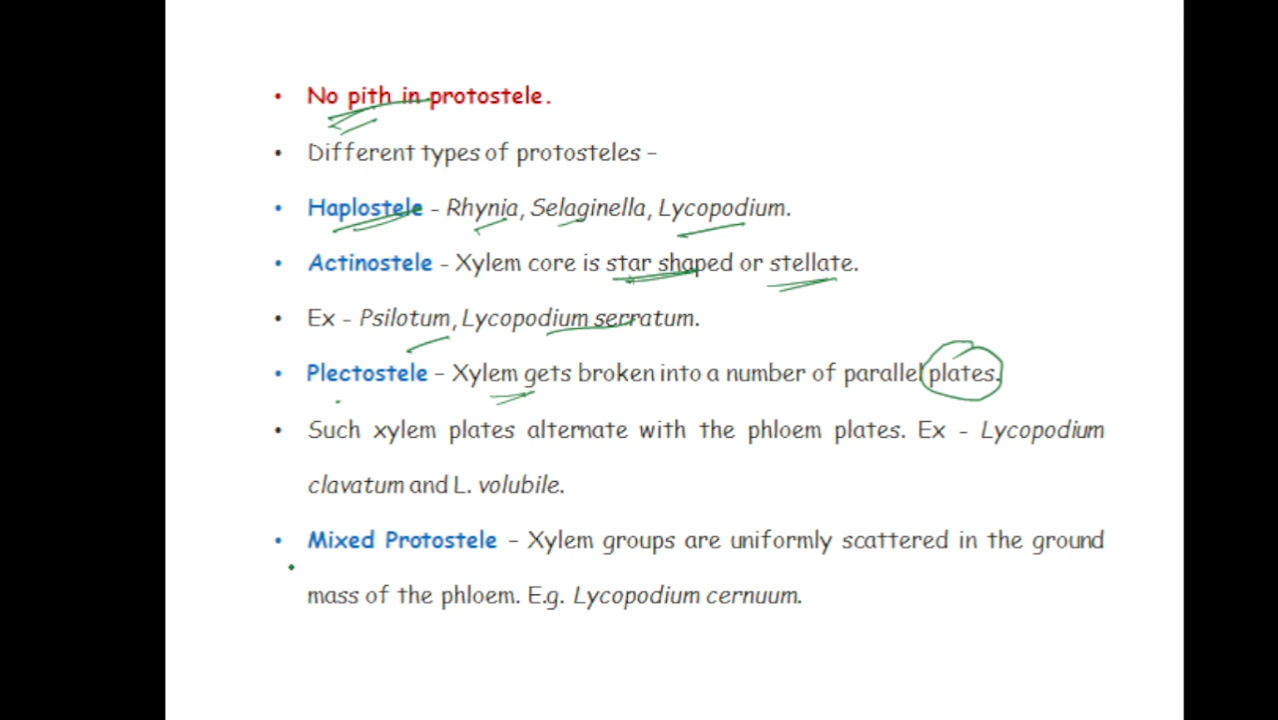 • No pith in protostele.
• Different types of protosteles –
• Haplostele - Rhynia, Selaginella, Lycopodium.
• Actinostele - Xylem core is star shaped or stellate.
• Ex - Psilotum, Lycopodium serratum.
• Plectostele – Xylem gets broken into a number of parallel plates.
• Such xylem plates alternate with the phloem plates. Ex - Lycopodium
clavatum and L. volubile.
• Mixed Protostele – Xylem groups are uniformly scattered in the ground
mass of the phloem. E.g. Lycopodium cernuum.